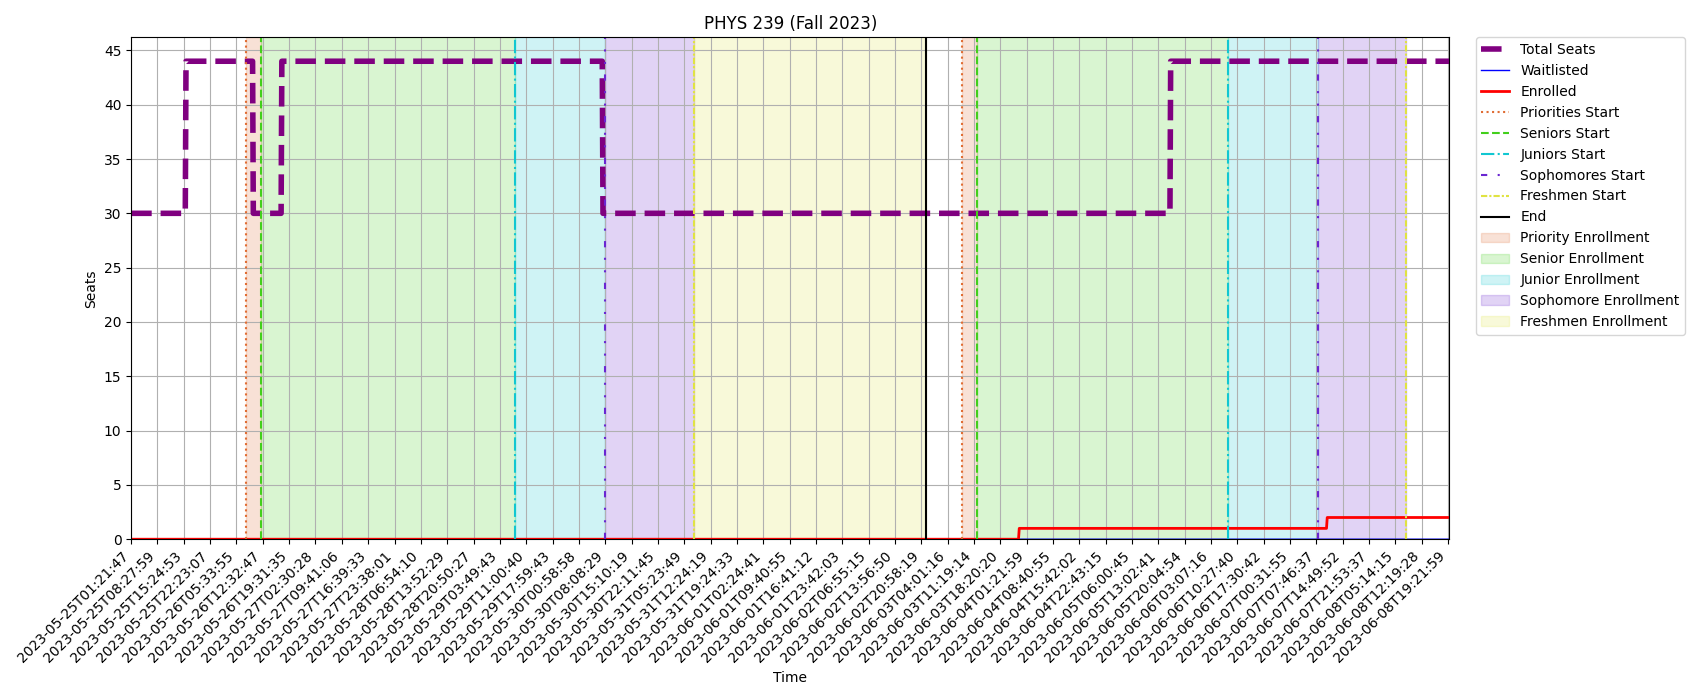 PHYS 239 (Fall 2023)
45
40
35
30
25
20
15
10
5
0
Seats
2023-05-25T01:21:47
2023-05-25T08:27:59
2023-05-25T15:24:53
2023-05-25T22:23:07
2023-05-26T05:33:55
2023-05-26T12:32:47
2023-05-26T19:31:35
2023-05-27T02:30:28
2023-05-27T09:41:06
2023-05-27T16:39:33
2023-05-27T23:38:01
2023-05-28T06:54:10
2023-05-28T13:52:29
2023-05-28T20:50:27
2023-05-29T03:49:43
2023-05-29T11:00:40
2023-05-29T17:59:43
2023-05-30T00:58:58
2023-05-30T08:08:29
2023-05-30T15:10:19
2023-05-30T22:11:45
2023-05-31T05:23:49
2023-05-31T12:24:19
2023-05-31T19:24:33
2023-06-01T02:24:41
2023-06-01T09:40:55
2023-06-01T16:41:12
2023-06-01T23:42:03
2023-06-02T06:55:15
2023-06-02T13:56:50
2023-06-02T20:58:19
2023-06-03T04:01:16
2023-06-03T11:19:14
2023-06-03T18:20:20
2023-06-04T01:21:59
2023-06-04T08:40:55
2023-06-04T15:42:02
2023-06-04T22:43:15
2023-06-05T06:00:45
2023-06-05T13:02:41
2023-06-05T20:04:54
2023-06-06T03:07:16
2023-06-06T10:27:40
2023-06-06T17:30:42
2023-06-07T00:31:55
2023-06-07T07:46:37
2023-06-07T14:49:52
2023-06-07T21:53:37
2023-06-08T05:14:15
2023-06-08T12:19:28
2023-06-08T19:21:59
Time
Total Seats
Waitlisted
Enrolled
Priorities Start
Seniors Start
Juniors Start
Sophomores Start
Freshmen Start
End
Priority Enrollment
Senior Enrollment
Junior Enrollment
Sophomore Enrollment
Freshmen Enrollment